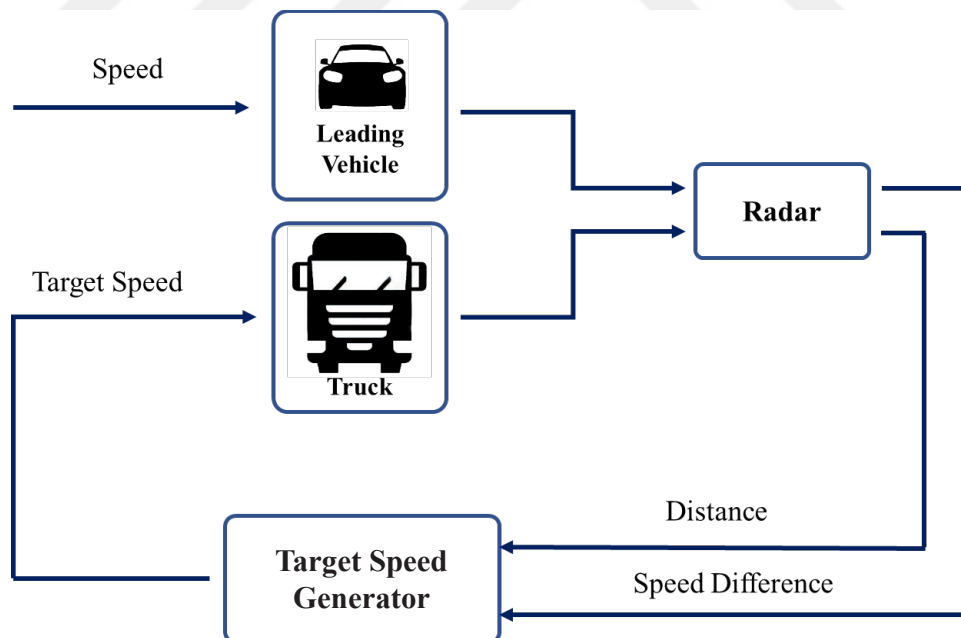 Speed
Leading
Vehicle
Radar
Target Speed
Truck
Distance
Target Speed
Generator
Speed Difference